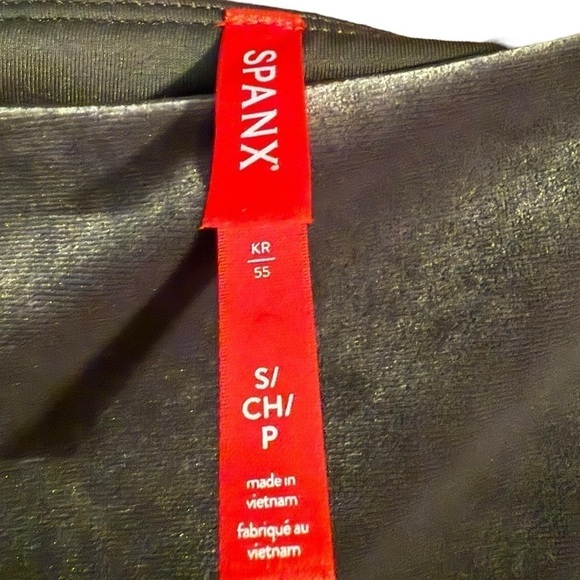 SPANX
KR
55
S/
CH/
P
made in
vietnam
fabriqué au
vietnam